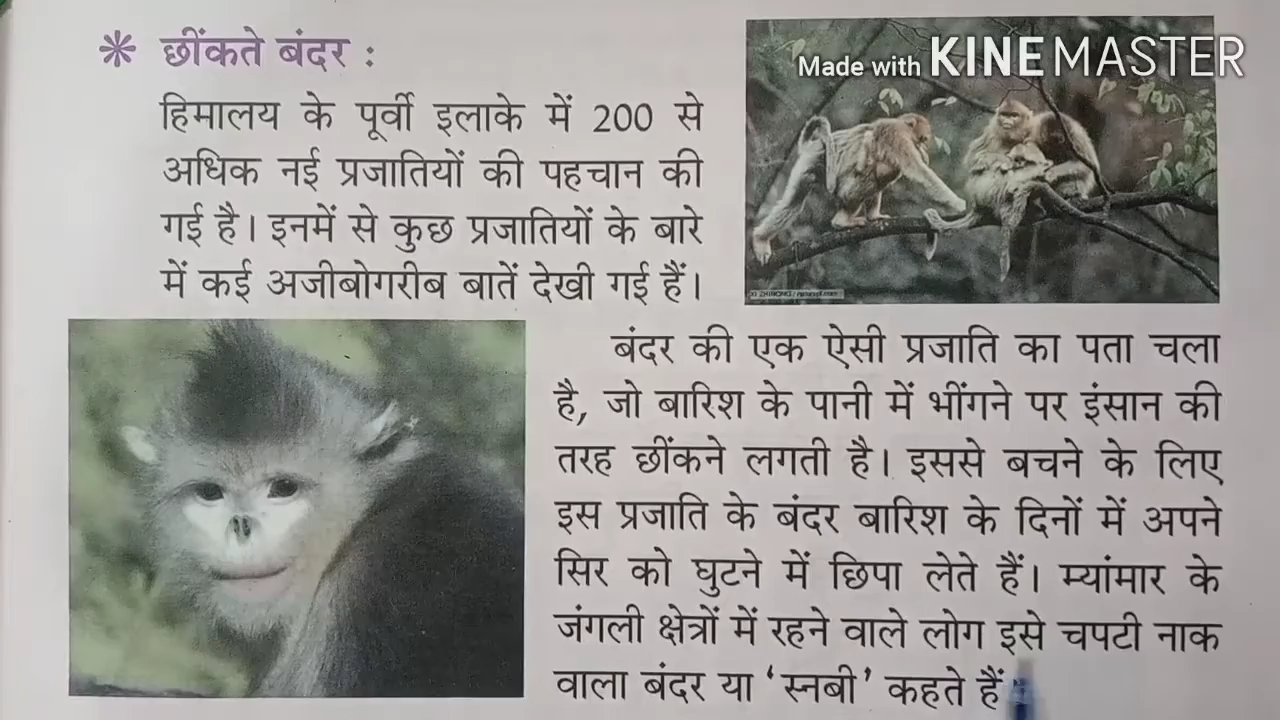 * छींकते बंदर :
Made with KINEMASTER
हिमालय के पूर्वी इलाके में 200 से
अधिक नई प्रजातियों की पहचान की
गई है। इनमें से कुछ प्रजातियों के बारे
में कई अजीबोगरीब बातें देखी गई हैं।
बंदर की एक ऐसी प्रजाति का पता चला
है, जो बारिश के पानी में भींगने पर इंसान की
तरह छींकने लगती है। इससे बचने के लिए
इस प्रजाति के बंदर बारिश के दिनों में अपने
सिर को घुटने में छिपा लेते हैं। म्यांमार के
जंगली क्षेत्रों में रहने वाले लोग इसे चपटी नाक
वाला बंदर या ‘स्नबी’ कहते हैं